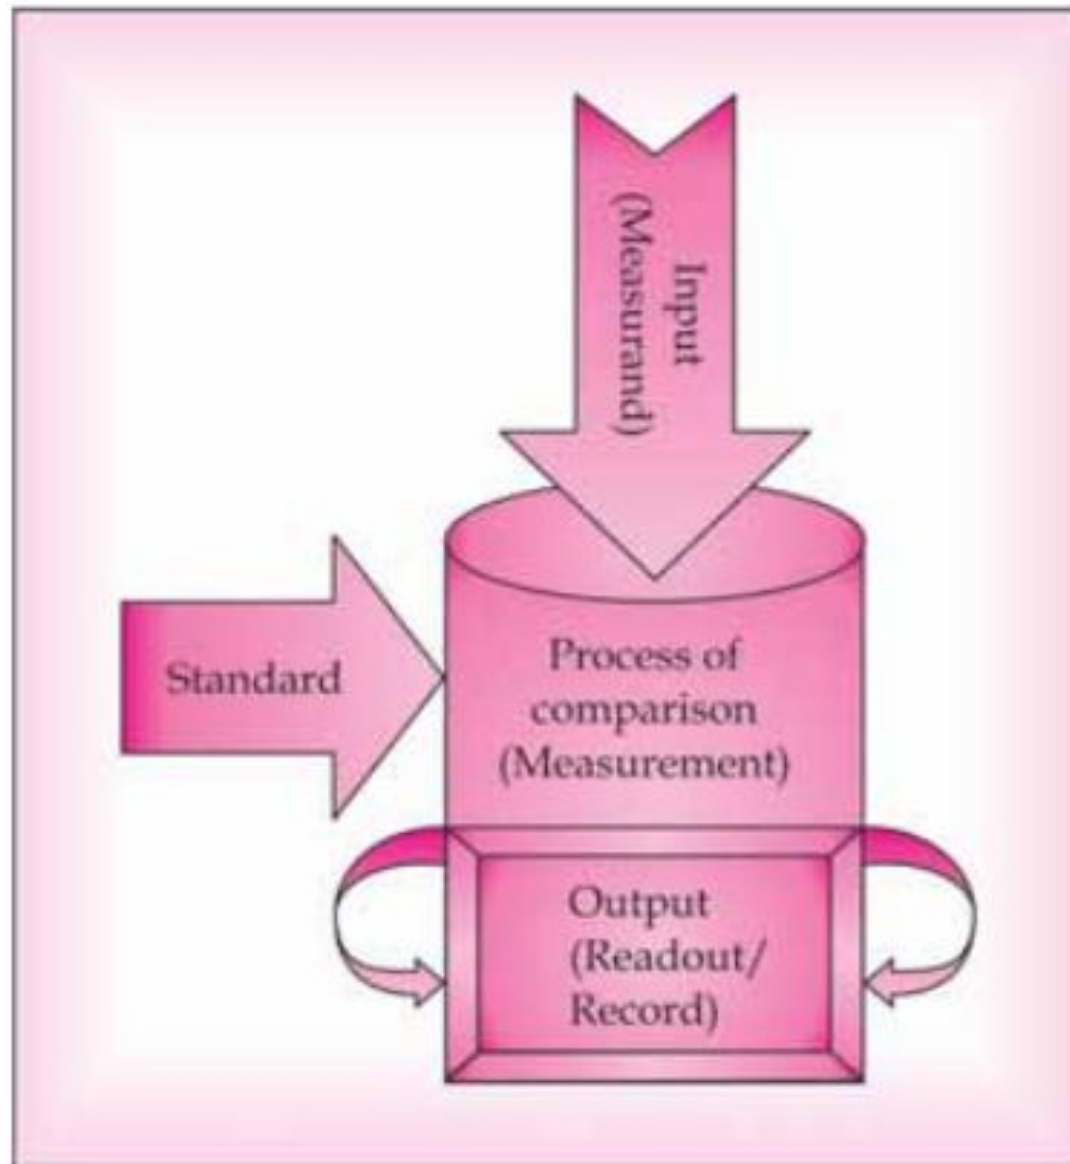 Input
(Measurand)
Standard
Process of
comparison
(Measurement)
Output
(Readout/
Record)